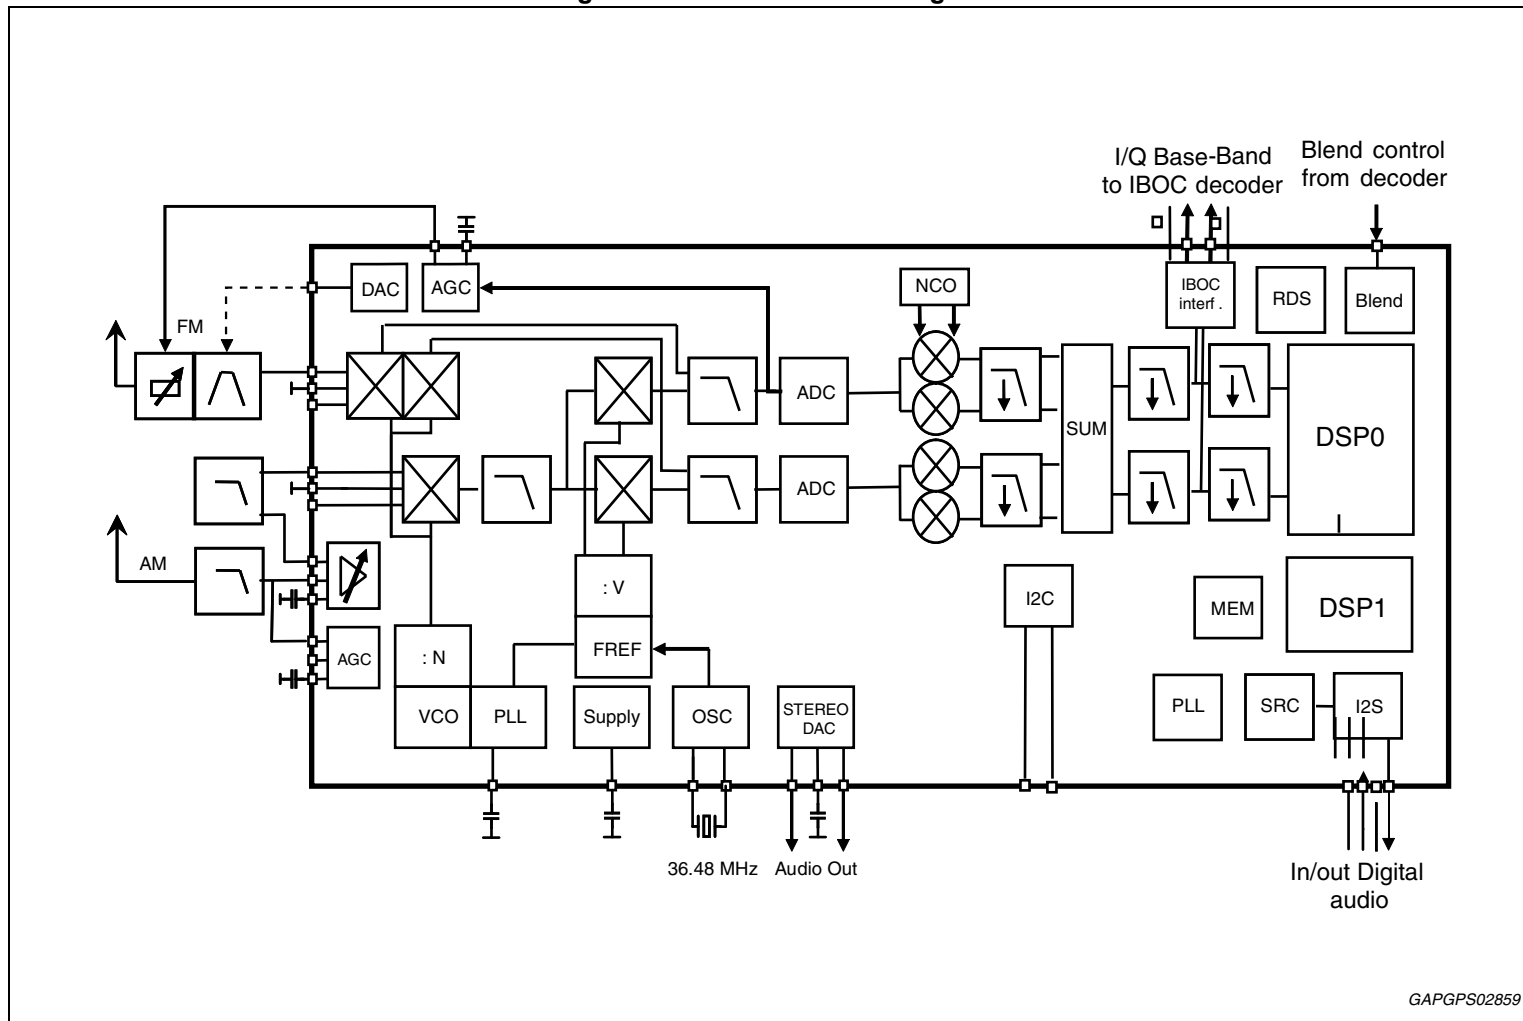 I/Q Base-Band
to IBOC decoder
Blend control
from decoder
DAC
AGC
NCO
IBOC
interf .
RDS
Blend
FM
ADC
SUM
DSP0
ADC
AM
: V
I2C
MEM
DSP1
AGC
: N
FREF
VCO
PLL
Supply
OSC
STEREO
DAC
PLL
SRC
I2S
36.48 MHz
Audio Out
In/out Digital
audio
GAPGPS02859